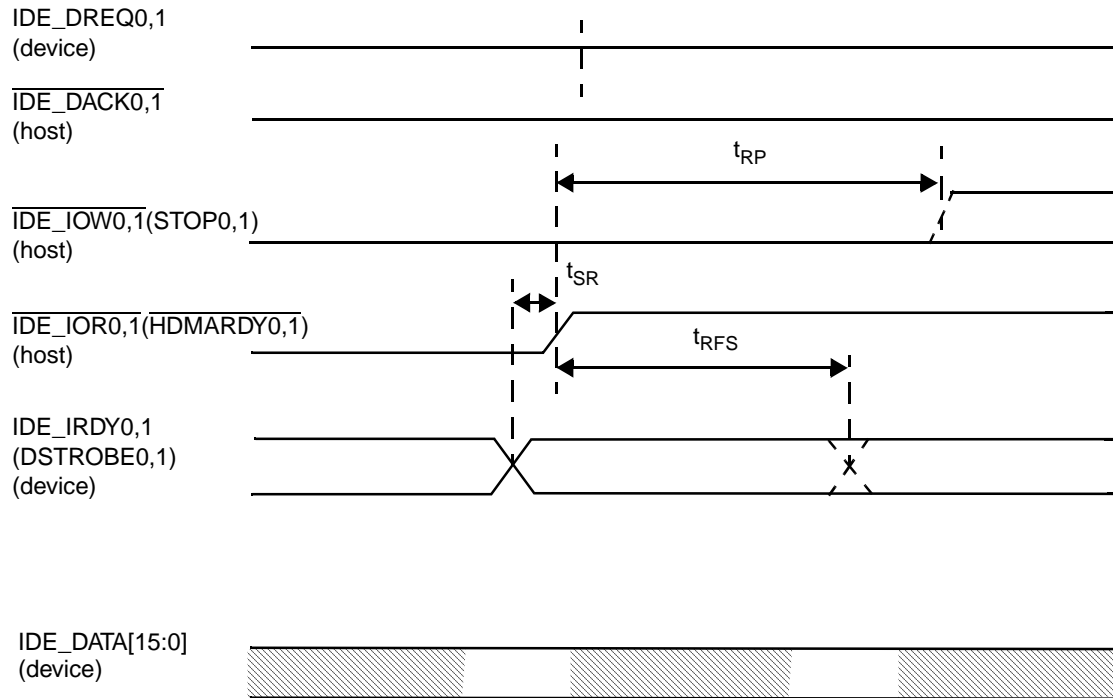 IDE_DREQ0,1
(device)
IDE_DACK0,1
(host)
tRP
IDE_IOW0,1(STOP0,1)
(host)
tSR
IDE_IOR0,1(HDMARDY0,1)
(host)
tRFS
IDE_IRDY0,1
(DSTROBE0,1)
(device)
IDE_DATA[15:0]
(device)